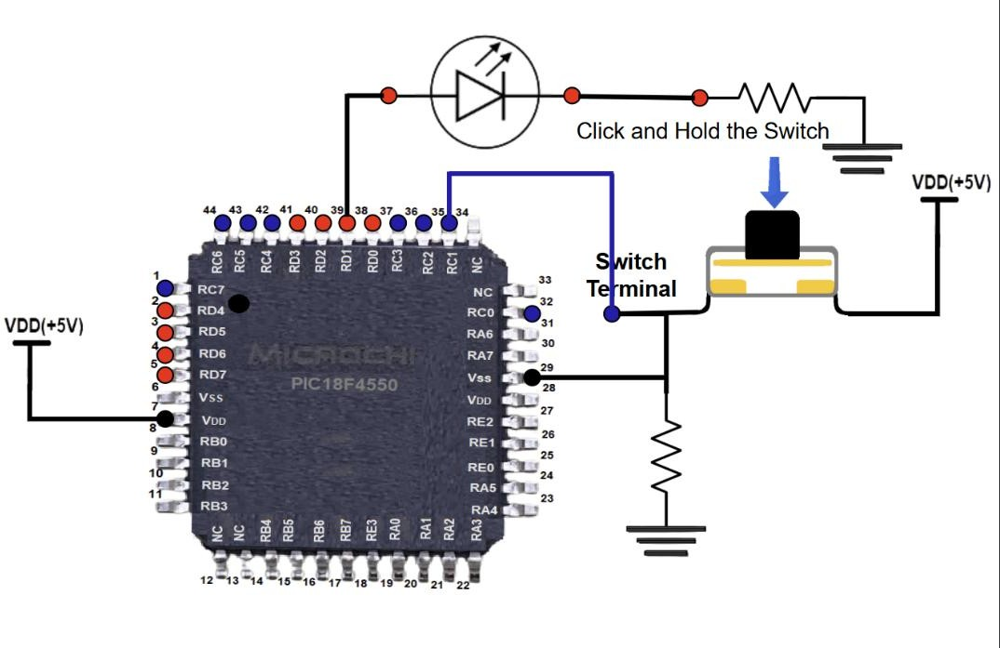 Click and Hold the Switch
VDD(+5V)
44 43 42 41 40 39 38 37 36 35 34
RC6 RC5 RC4 RD3 RD2 RD1 RD0 RC3 RC2 RC1 NC
Switch
Terminal
VDD(+5V)
1 RC7
2 RD4
3 RD5
4 RD6
5 RD7
6 VSS
7 VDD
8 RB0
9 RB1
10 RB2
11 RB3
MICROCHI
PIC18F4550
NC 33
RC0 32
RA6 31
RA7 30
Vss 29
VDD 28
RE2 27
RE1 26
RE0 25
RA5 24
RA4 23
NC NC RB4 RB5 RB6 RB7 RE3 RA0 RA1 RA2 RA3
12 13 14 15 16 17 18 19 20 21 22